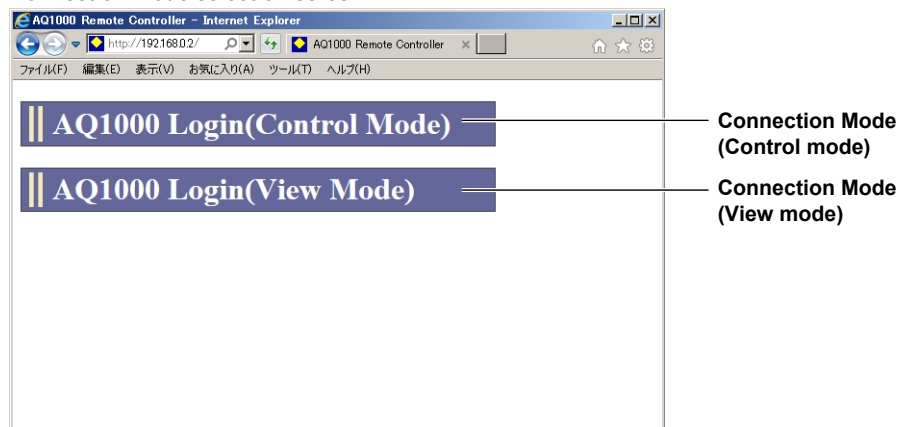 AQ1000 Remote Controller - Internet Explorer
http://192.168.0.2/
AQ1000 Remote Controller
ファイル(F) 編集(E) 表示(V) お気に入り(A) ツール(T) ヘルプ(H)
AQ1000 Login(Control Mode)
AQ1000 Login(View Mode)
Connection Mode
(Control mode)
Connection Mode
(View mode)